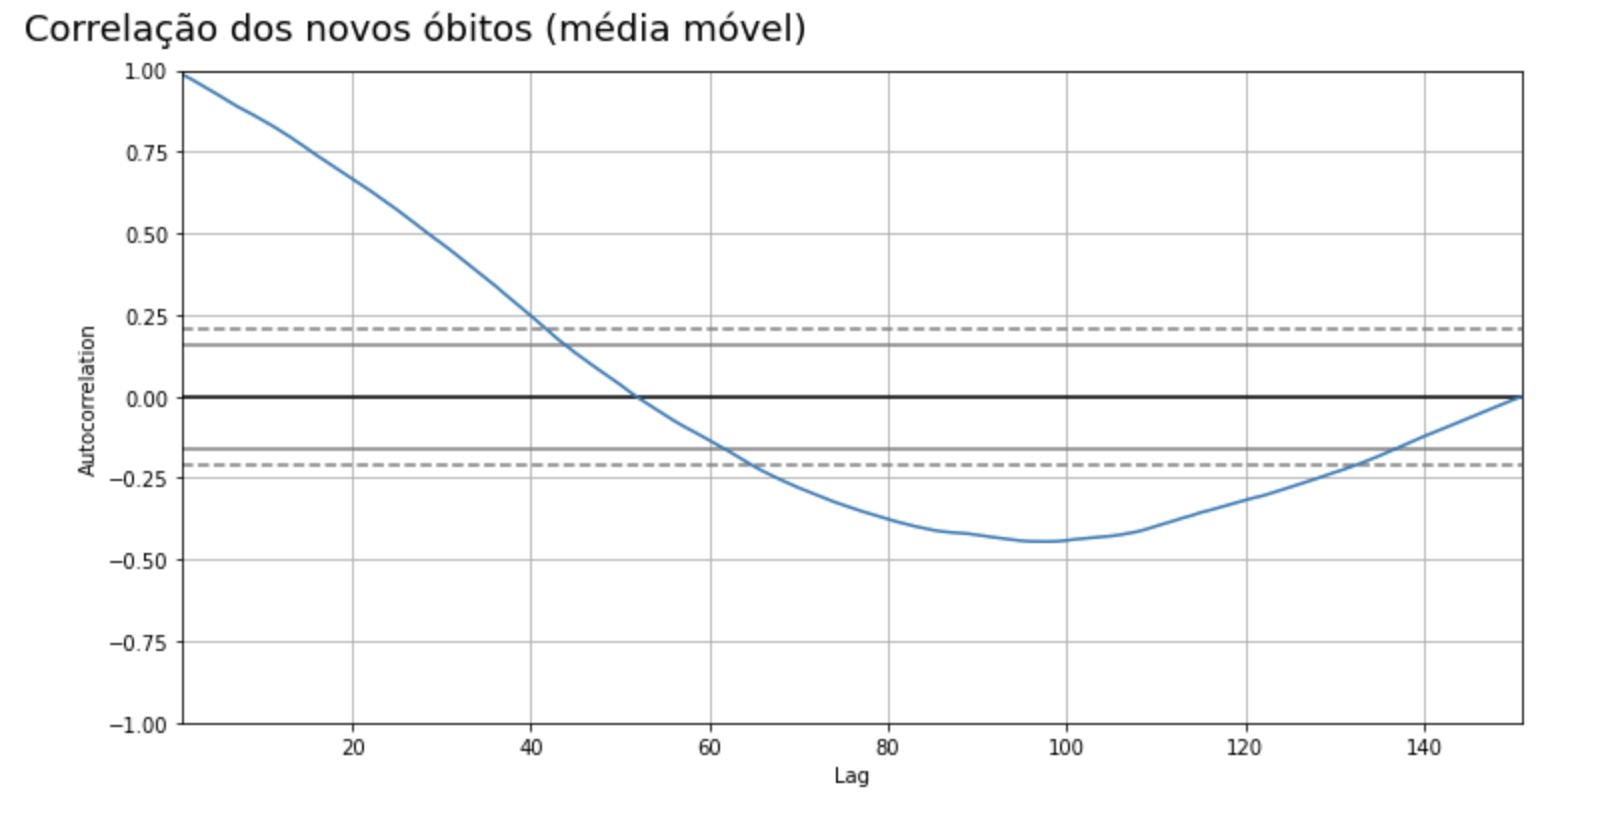 Correlação dos novos óbitos (média móvel)
1.00
0.75
0.50
0.25
0.00
−0.25
−0.50
−0.75
−1.00
Autocorrelation
20 40 60 80 100 120 140
Lag